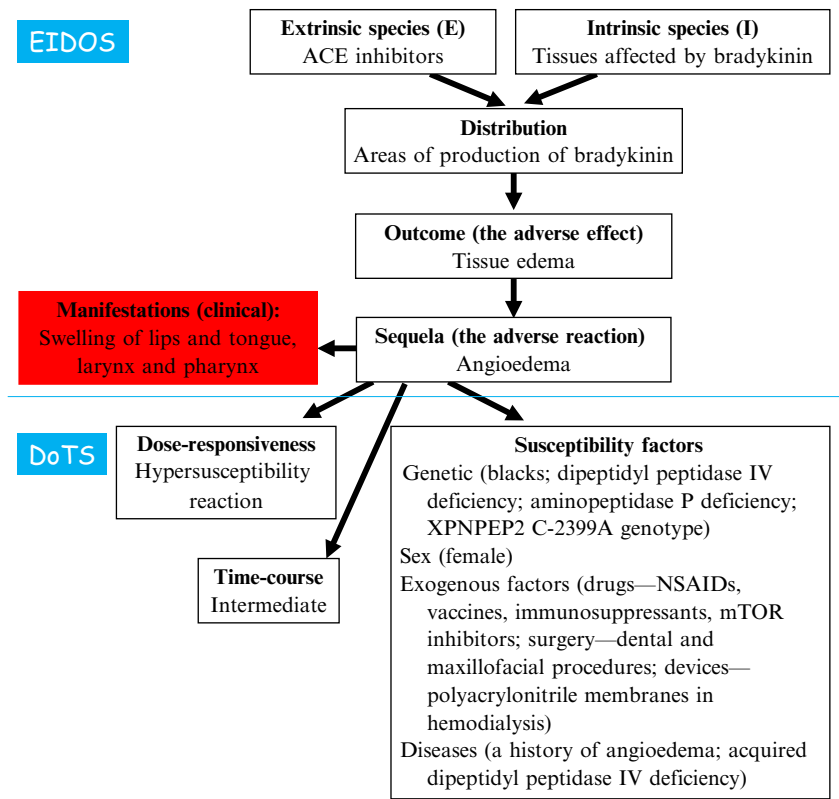 EIDOS
Extrinsic species (E)
ACE inhibitors
Intrinsic species (I)
Tissues affected by bradykinin
Distribution
Areas of production of bradykinin
Outcome (the adverse effect)
Tissue edema
Manifestations (clinical):
Swelling of lips and tongue,
larynx and pharynx
Sequela (the adverse reaction)
Angioedema
DoTS
Dose-responsiveness
Hypersusceptibility
reaction
Time-course
Intermediate
Susceptibility factors
Genetic (blacks; dipeptidyl peptidase IV
deficiency; aminopeptidase P deficiency;
XPNPEP2 C-2399A genotype)
Sex (female)
Exogenous factors (drugs—NSAIDs,
vaccines, immunosuppressants, mTOR
inhibitors; surgery—dental and
maxillofacial procedures; devices—
polyacrylonitrile membranes in
hemodialysis)
Diseases (a history of angioedema; acquired
dipeptidyl peptidase IV deficiency)